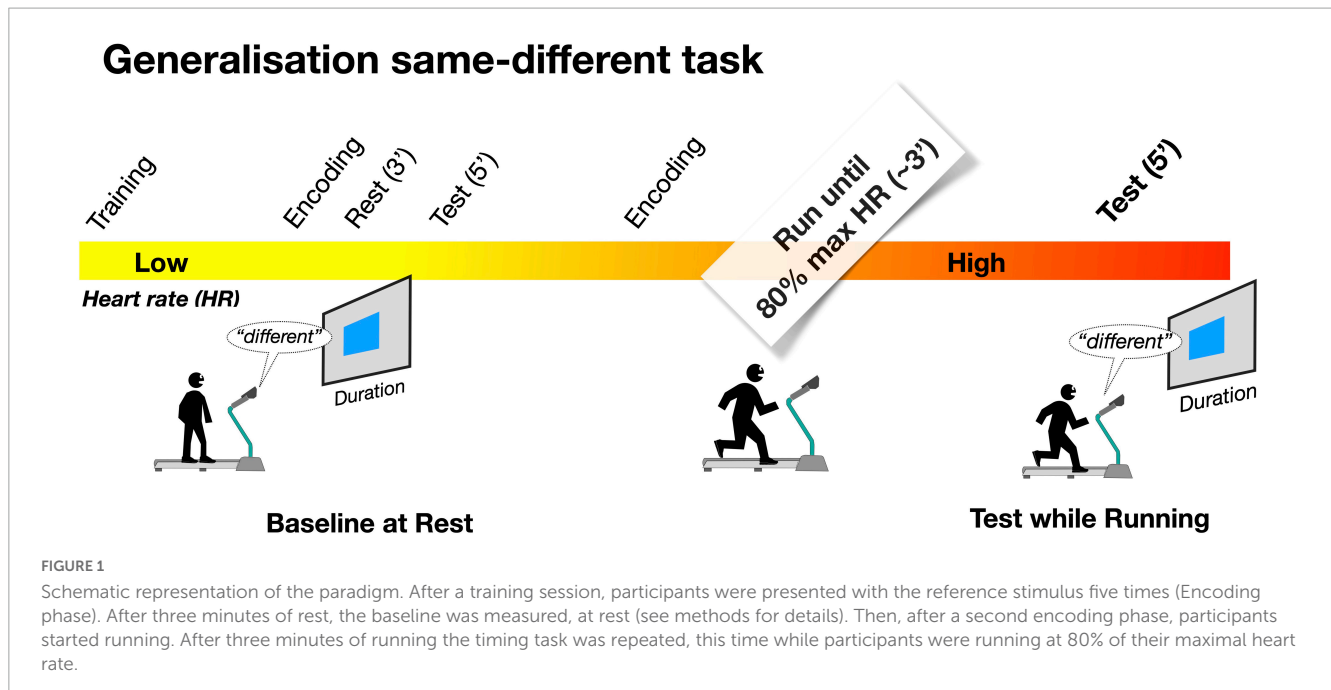 Generalisation same-different task
Training
Encoding
Rest (3’)
Test (5’)
Encoding
Run until
80% max HR (~3’)
Test (5’)
Low
High
Heart rate (HR)
“different”
Duration
“different”
Duration
Baseline at Rest
Test while Running
FIGURE 1
Schematic representation of the paradigm. After a training session, participants were presented with the reference stimulus five times (Encoding
phase). After three minutes of rest, the baseline was measured, at rest (see methods for details). Then, after a second encoding phase, participants
started running. After three minutes of running the timing task was repeated, this time while participants were running at 80% of their maximal heart
rate.